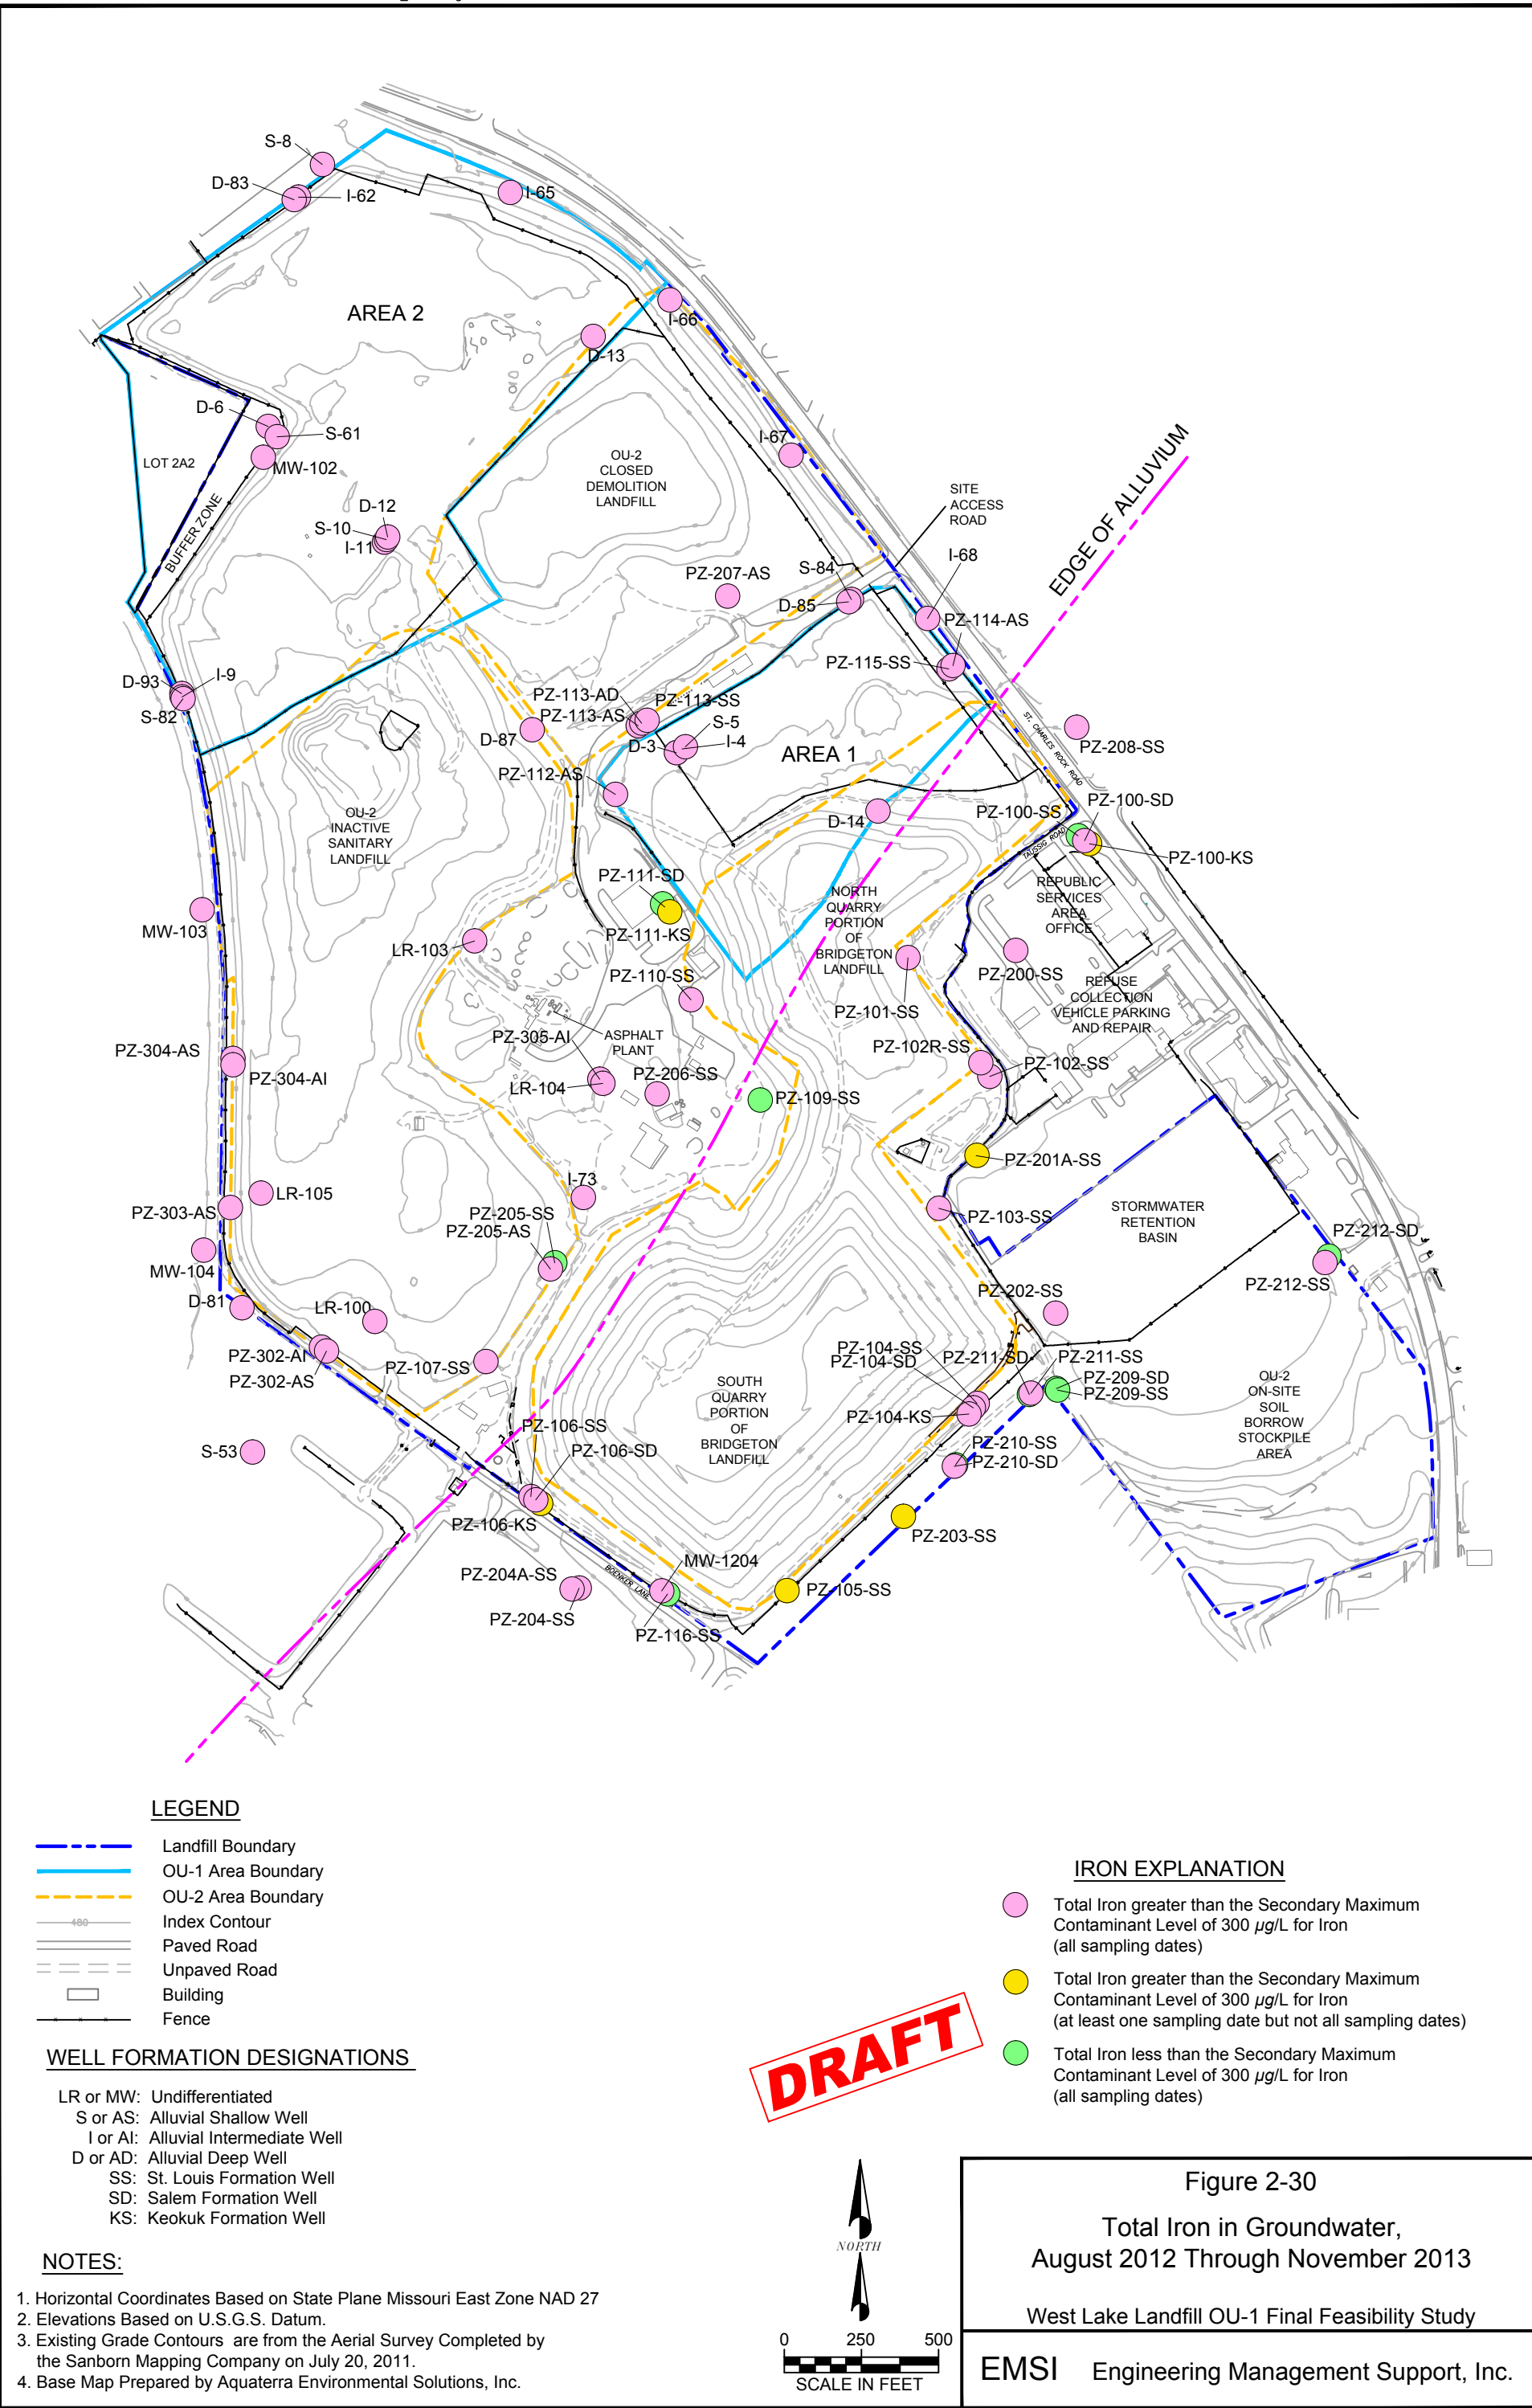 S-8
D-83
I-62
I-65
AREA 2
I-66
D-13
D-6
S-61
LOT 2A2
MW-102
BUFFER ZONE
OU-2
CLOSED
DEMOLITION
LANDFILL
I-67
EDGE OF ALLUVIUM
SITE
ACCESS
ROAD
D-12
S-10
I-11
I-68
S-84
PZ-207-AS
D-85
PZ-114-AS
PZ-115-SS
D-93
I-9
S-82
PZ-113-AD
PZ-113-SS
PZ-113-AS
S-5
D-87
D-3
I-4
AREA 1
ST. CHARLES ROCK ROAD
PZ-208-SS
PZ-112-AS
OU-2
INACTIVE
SANITARY
LANDFILL
D-14
PZ-100-SS
PZ-100-SD
TAUSSIG ROAD
PZ-100-KS
PZ-111-SD
NORTH
QUARRY
PORTION
OF
BRIDGETON
LANDFILL
REPUBLIC
SERVICES
AREA
OFFICE
MW-103
PZ-111-KS
LR-103
PZ-200-SS
PZ-110-SS
REFUSE
COLLECTION
VEHICLE PARKING
AND REPAIR
PZ-101-SS
PZ-305-AI
ASPHALT
PLANT
PZ-304-AS
PZ-102R-SS
PZ-102-SS
PZ-304-AI
PZ-206-SS
LR-104
PZ-109-SS
PZ-201A-SS
LR-105
I-73
PZ-303-AS
PZ-205-SS
PZ-205-AS
PZ-103-SS
STORMWATER
RETENTION
BASIN
PZ-212-SD
MW-104
PZ-212-SS
D-81
LR-100
PZ-202-SS
PZ-302-AI
PZ-302-AS
PZ-107-SS
PZ-104-SS
PZ-104-SD
PZ-211-SD
PZ-211-SS
PZ-209-SD
PZ-209-SS
PZ-104-KS
SOUTH
QUARRY
PORTION
OF
BRIDGETON
LANDFILL
OU-2
ON-SITE
SOIL
BORROW
STOCKPILE
AREA
PZ-106-SS
S-53
PZ-106-SD
PZ-210-SS
PZ-210-SD
PZ-106-KS
PZ-203-SS
MW-1204
PZ-204A-SS
BOENKER LANE
PZ-105-SS
PZ-204-SS
PZ-116-SS
LEGEND
Landfill Boundary
OU-1 Area Boundary
OU-2 Area Boundary
480
Index Contour
Paved Road
Unpaved Road
Building
Fence
WELL FORMATION DESIGNATIONS
LR or MW: Undifferentiated
S or AS: Alluvial Shallow Well
I or AI: Alluvial Intermediate Well
D or AD: Alluvial Deep Well
SS: St. Louis Formation Well
SD: Salem Formation Well
KS: Keokuk Formation Well
NOTES:
1. Horizontal Coordinates Based on State Plane Missouri East Zone NAD 27
2. Elevations Based on U.S.G.S. Datum.
3. Existing Grade Contours are from the Aerial Survey Completed by
the Sanborn Mapping Company on July 20, 2011.
4. Base Map Prepared by Aquaterra Environmental Solutions, Inc.
IRON EXPLANATION
Total Iron greater than the Secondary Maximum
Contaminant Level of 300 µg/L for Iron
(all sampling dates)
Total Iron greater than the Secondary Maximum
Contaminant Level of 300 µg/L for Iron
(at least one sampling date but not all sampling dates)
Total Iron less than the Secondary Maximum
Contaminant Level of 300 µg/L for Iron
(all sampling dates)
DRAFT
NORTH
0 250 500
SCALE IN FEET
Figure 2-30
Total Iron in Groundwater,
August 2012 Through November 2013
West Lake Landfill OU-1 Final Feasibility Study
EMSI Engineering Management Support, Inc.